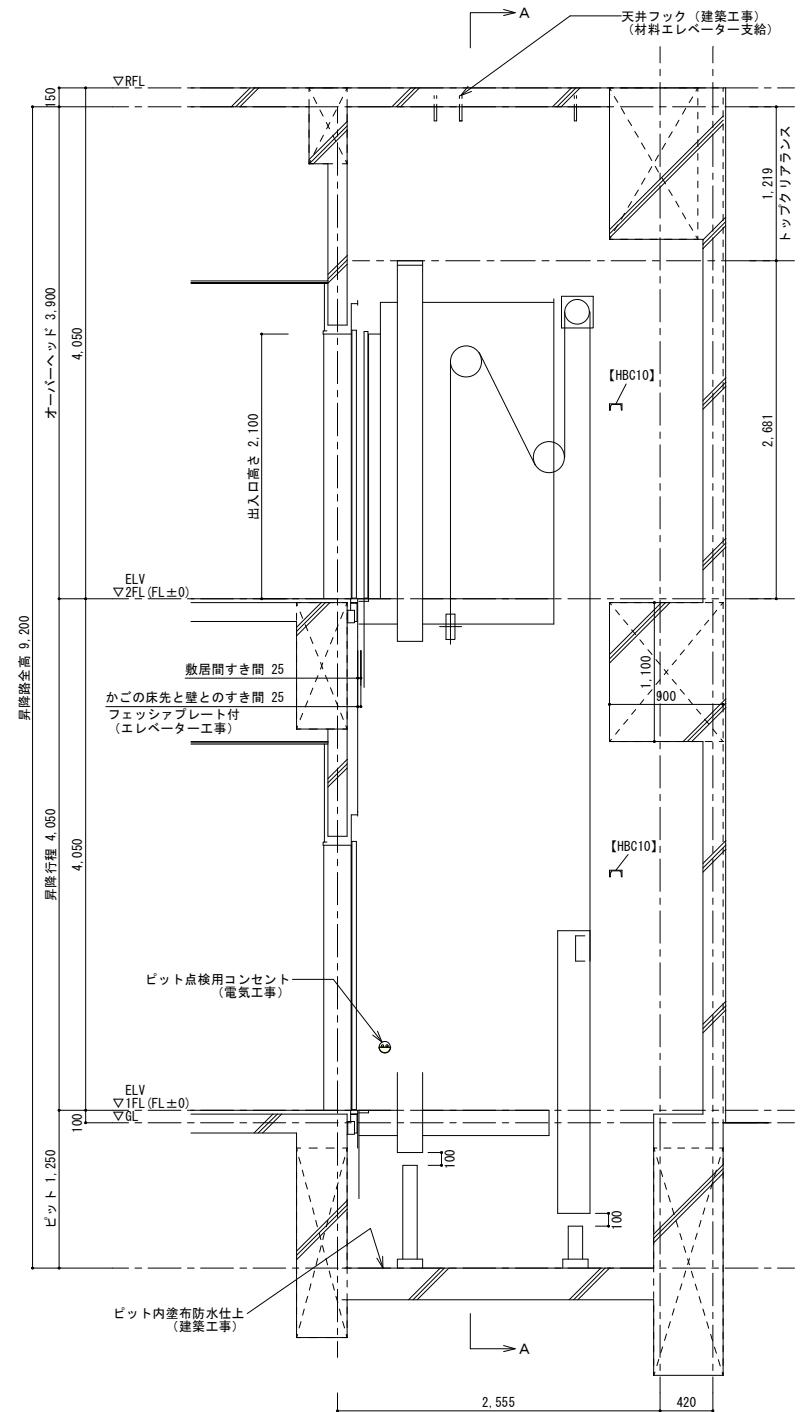 A
天井フック（建築工事）
（材料エレベーター支給）
▽RFL
150
1,219
トップクリアランス
オーバーヘッド 3,900
4,050
出入口高さ 2,100
【HBC10】
2,681
ELV
▽2FL(FL±0)
昇降路全高 9,200
敷居間すき間 25
1,100
900
かごの床先と壁とのすき間 25
フェッシャプレート付
（エレベーター工事）
昇降行程 4,050
4,050
【HBC10】
ピット点検用コンセント
（電気工事）
ELV
▽1FL(FL±0)
▽GL
100
ピット 1,250
100
100
ピット内塗布防水仕上
（建築工事）
A
2,555
420